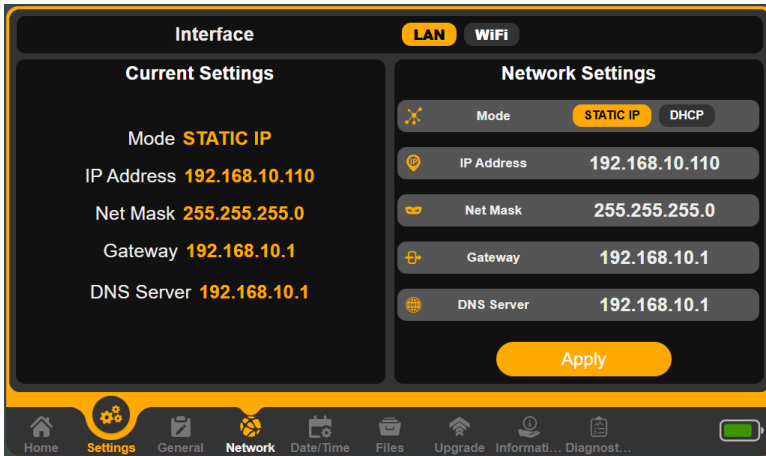 Interface LAN WiFi
Current Settings
Mode STATIC IP
IP Address 192.168.10.110
Net Mask 255.255.255.0
Gateway 192.168.10.1
DNS Server 192.168.10.1
Network Settings
Mode STATIC IP DHCP
IP IP Address 192.168.10.110
Net Mask 255.255.255.0
Gateway 192.168.10.1
DNS Server 192.168.10.1
Apply
Home Settings General Network Date/Time Files Upgrade Informati... Diagnost...